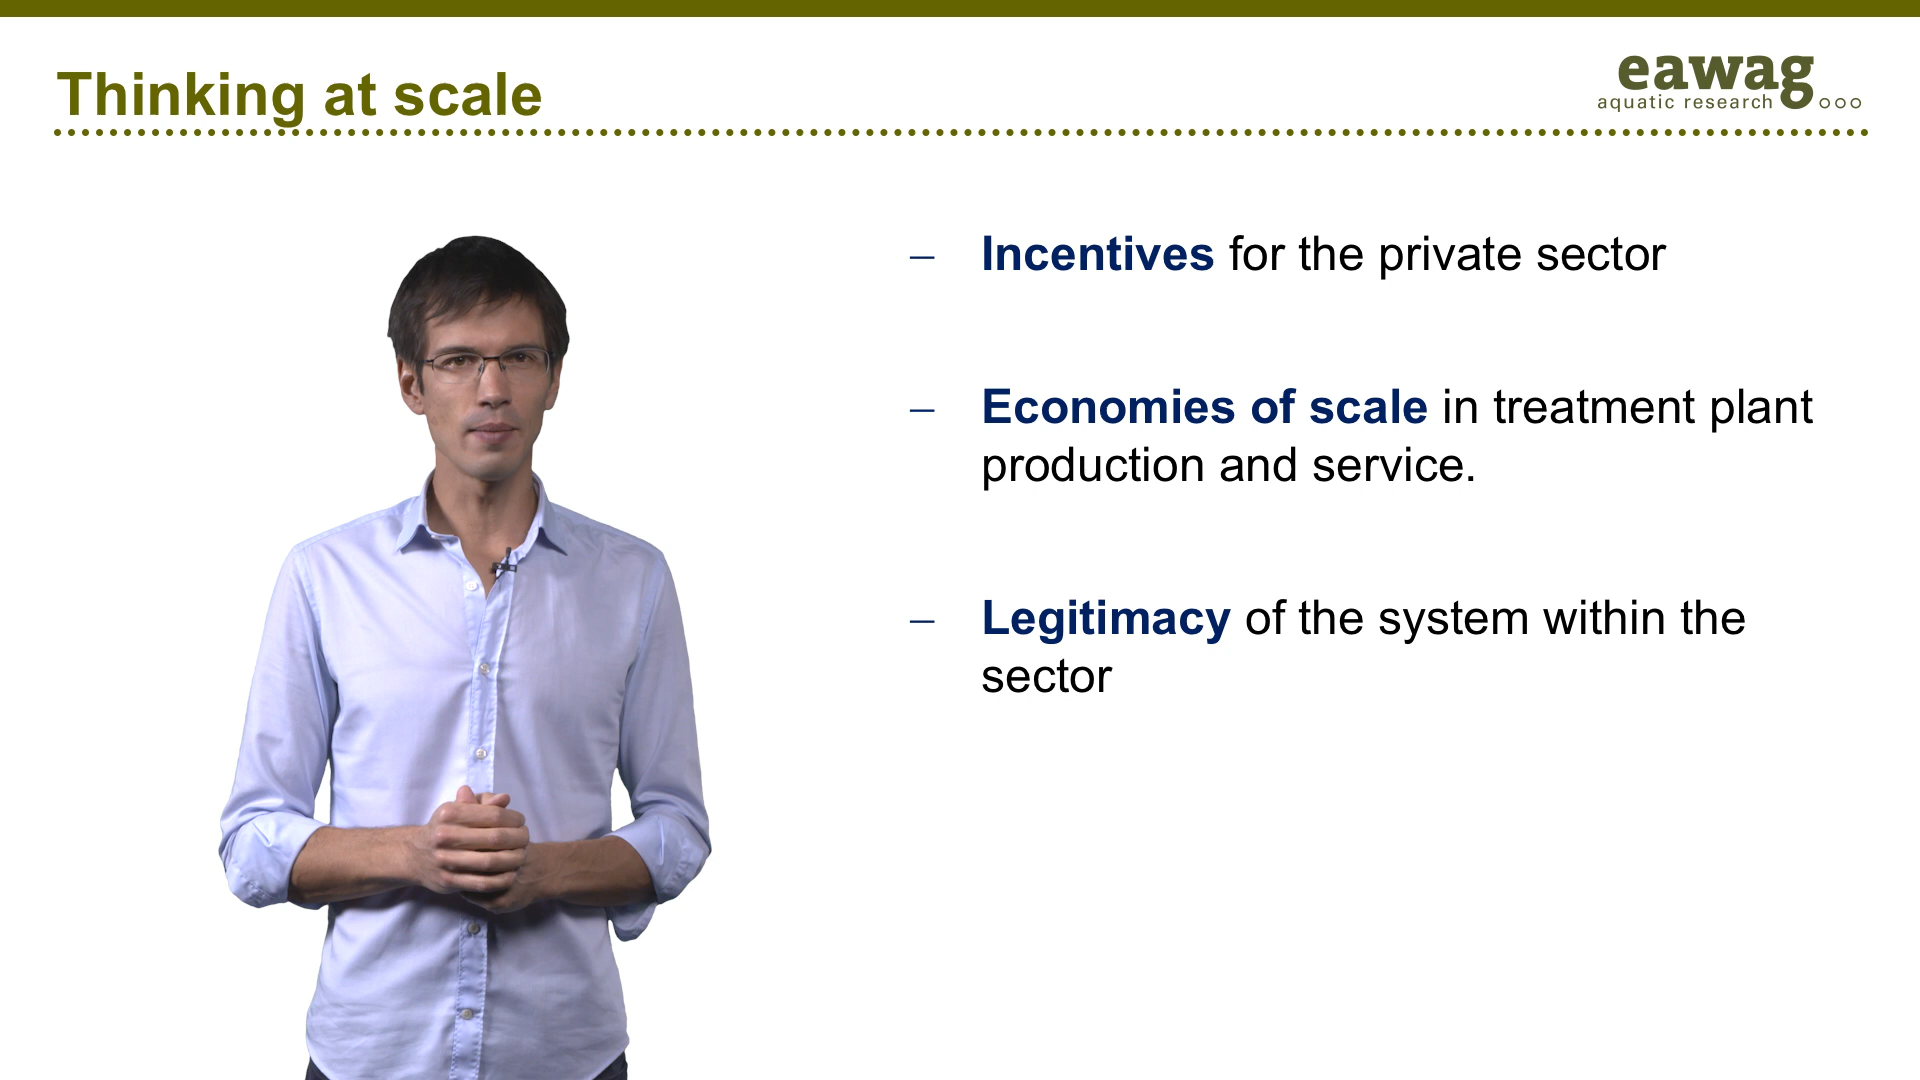 Thinking at scale
eawag
aquatic research
– Incentives for the private sector
– Economies of scale in treatment plant
production and service.
– Legitimacy of the system within the
sector